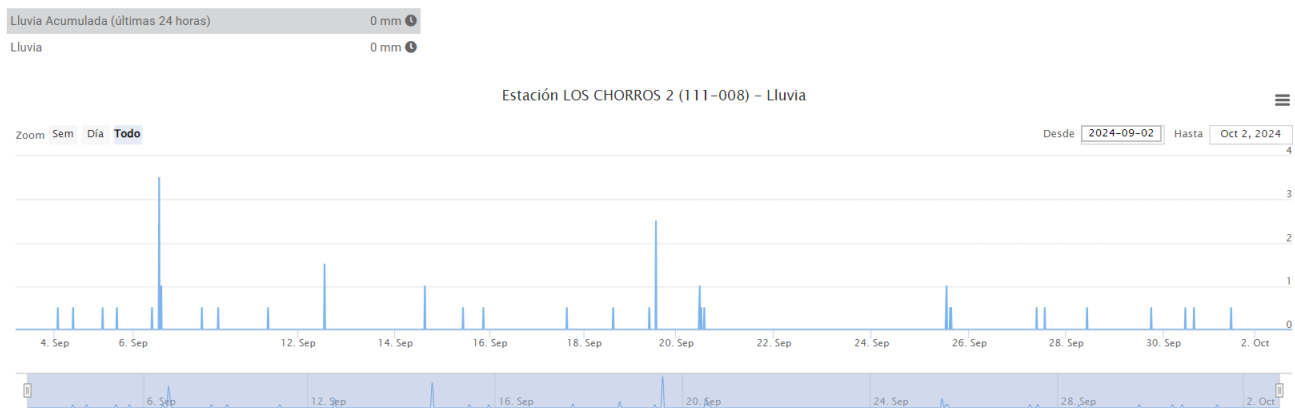 Lluvia Acumulada (últimas 24 horas) 0 mm
Lluvia 0 mm
Estación LOS CHORROS 2 (111-008) - Lluvia
Zoom Sem Día Todo Desde 2024-09-02 Hasta Oct 2, 2024
4
3
2
1
0
4. Sep 6. Sep 12. Sep 14. Sep 16. Sep 18. Sep 20. Sep 22. Sep 24. Sep 26. Sep 28. Sep 30. Sep 2. Oct
6. Sep 12. Sep 16. Sep 20. Sep 24. Sep 28. Sep 2. Oct